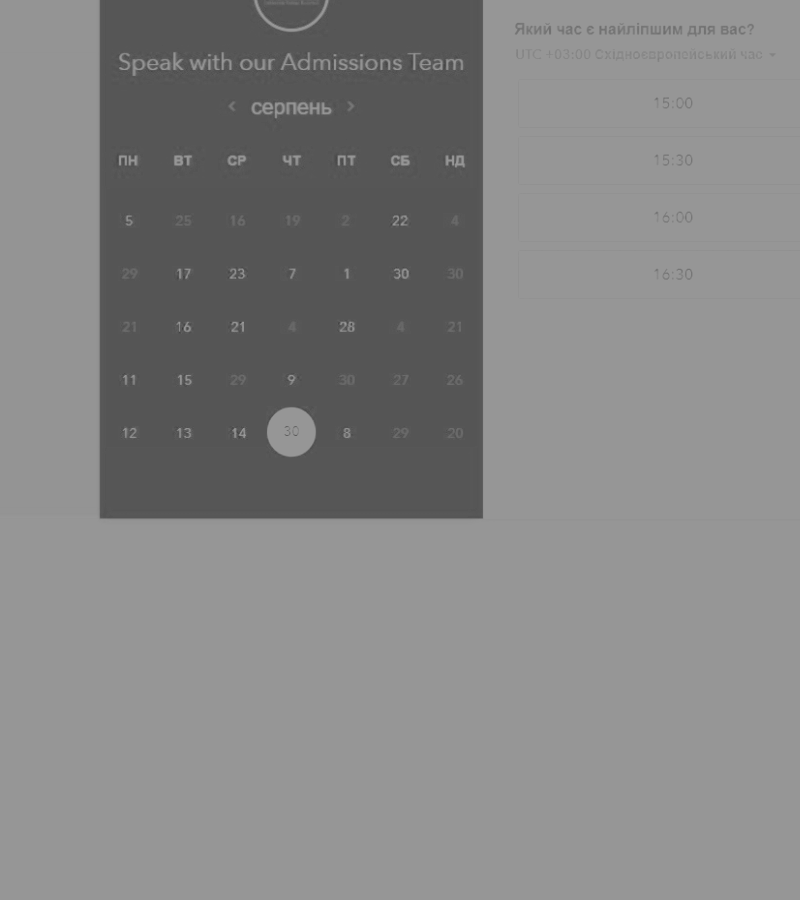 Speak with our Admissions Team
< серпень >
ПН ВТ СР ЧТ ПТ СБ НД
5 25 16 19 2 22 4
29 17 23 7 1 30 30
21 16 21 4 28 4 21
11 15 29 9 30 27 26
12 13 14 30 8 29 20
Який час є найліпшим для вас?
UTC +03:00 Східноєвропейський час
15:00
15:30
16:00
16:30